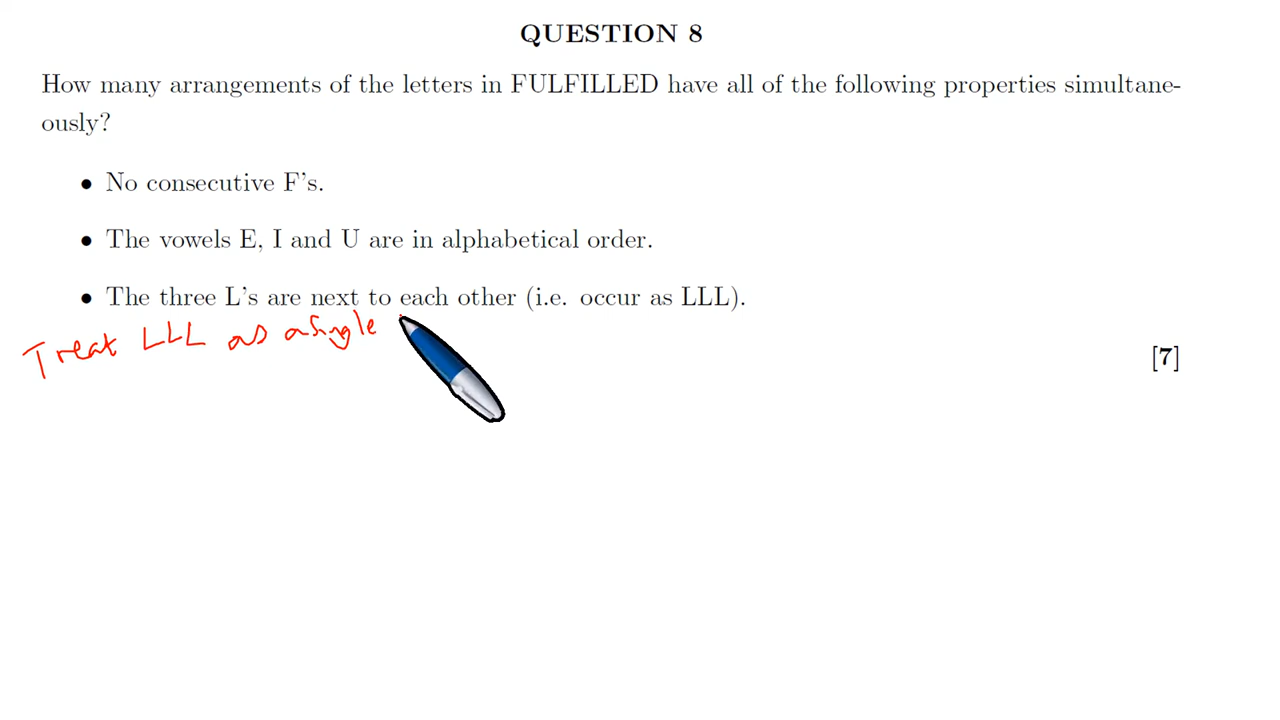 QUESTION 8
How many arrangements of the letters in FULFILLED have all of the following properties simultane-
ously?
• No consecutive F's.
• The vowels E, I and U are in alphabetical order.
• The three L's are next to each other (i.e. occur as LLL).
Treat LLL as a single
[7]